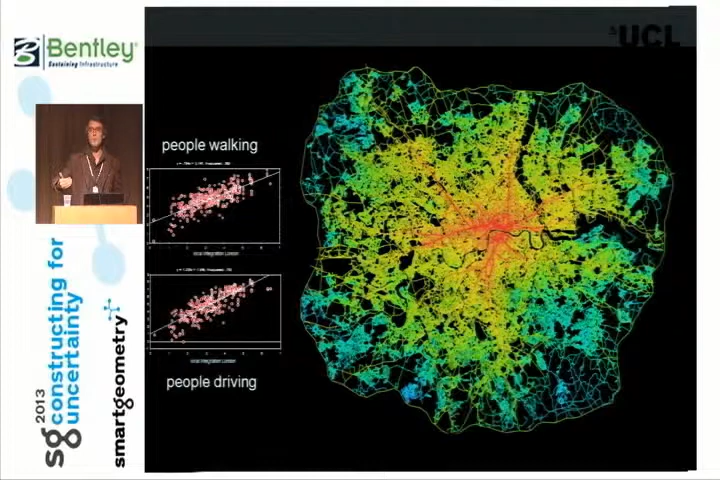 Bentley
Sustaining Infrastructure
UCL
people walking
people driving
sg2013
constructing for
uncertainty
smartgeometry